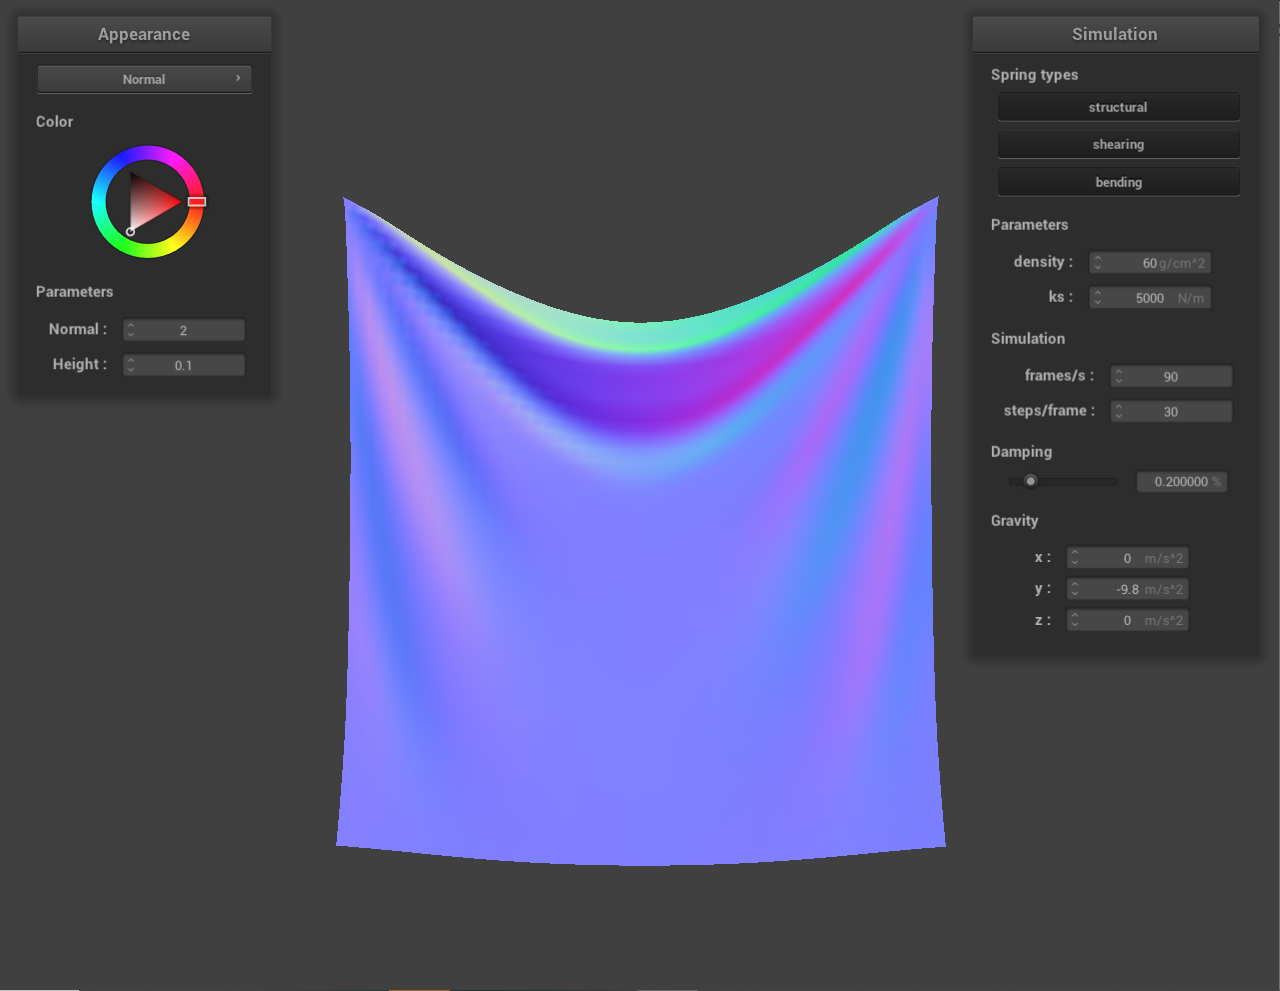 Appearance
Normal ›
Color
Parameters
Normal : 2
Height : 0.1
Simulation
Spring types
structural
shearing
bending
Parameters
density : 60 g/cm^2
ks : 5000 N/m
Simulation
frames/s : 90
steps/frame : 30
Damping
0.200000 %
Gravity
x : 0 m/s^2
y : -9.8 m/s^2
z : 0 m/s^2